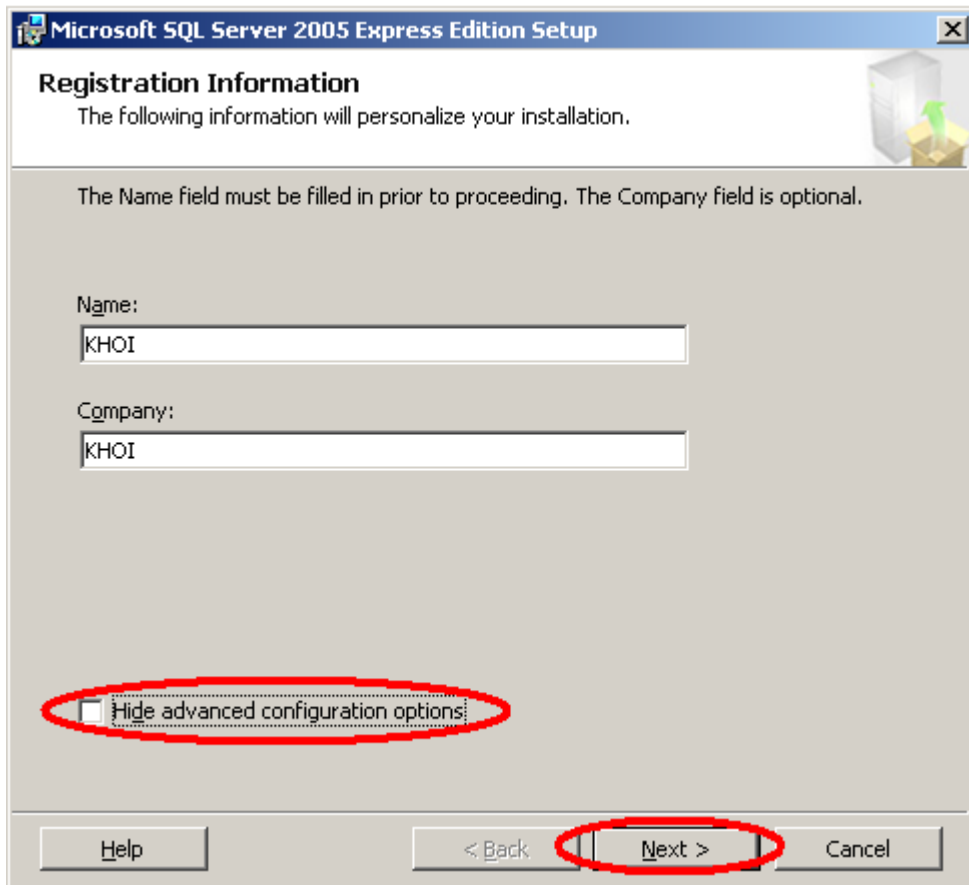 Microsoft SQL Server 2005 Express Edition Setup
Registration Information
The following information will personalize your installation.
The Name field must be filled in prior to proceeding. The Company field is optional.
Name:
KHOI
Company:
KHOI
Hide advanced configuration options
Help
< Back
Next >
Cancel